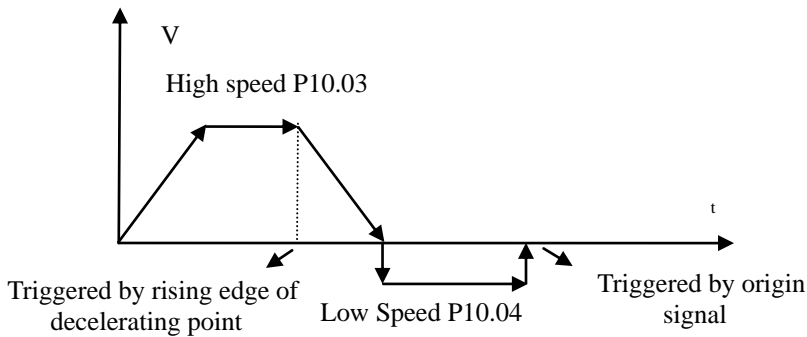 V
High speed P10.03
t
Triggered by rising edge of
decelerating point
Low Speed P10.04
Triggered by origin
signal